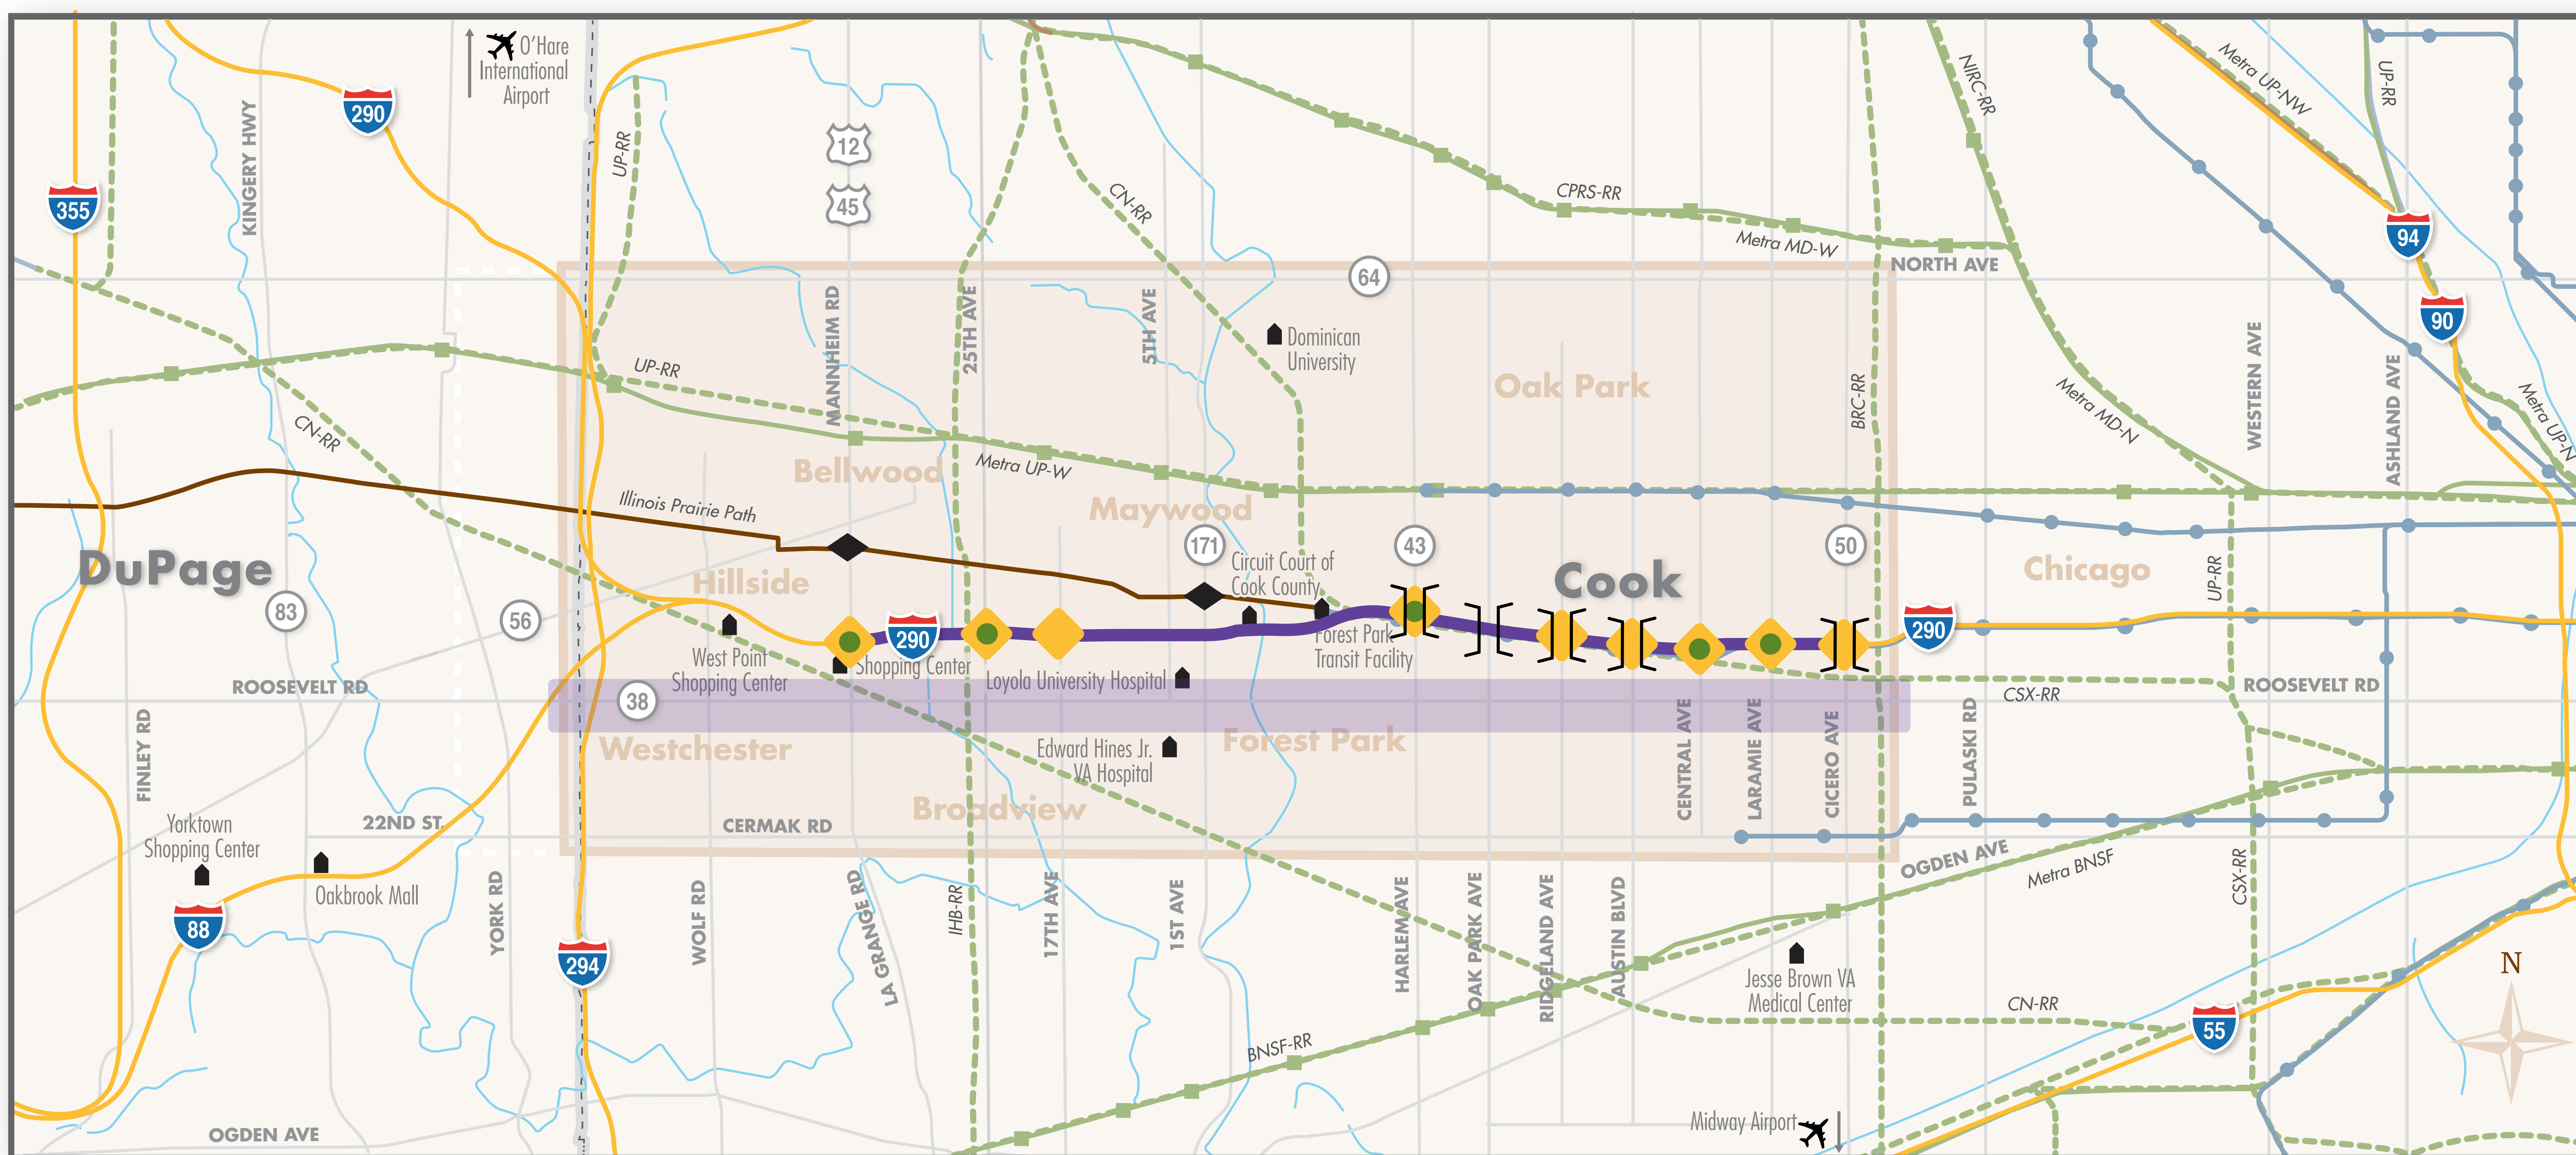 O'Hare
International
Airport
290
355
KINGERY HWY
UP-RR
12
45
CN-RR
CPRS-RR
Metra MD-W
NIRC-RR
Metra UP-NW
UP-RR
94
90
NORTH AVE
64
MANNHEIM RD
25TH AVE
5TH AVE
Dominican
University
Oak Park
BRC-RR
WESTERN AVE
ASHLAND AVE
Metra UP-N
Metra MD-N
UP-RR
CN-RR
Bellwood
Metra UP-W
Maywood
Illinois Prairie Path
171
43
50
DuPage
Hillside
Circuit Court of
Cook County
Cook
Chicago
UP-RR
83
56
290
290
West Point
Shopping Center
Shopping Center
Loyola University Hospital
Forest Park
Transit Facility
ROOSEVELT RD
38
CSX-RR
ROOSEVELT RD
Westchester
Edward Hines Jr.
VA Hospital
Forest Park
FINLEY RD
CENTRAL AVE
LARAMIE AVE
CICERO AVE
PULASKI RD
Broadview
Yorktown
Shopping Center
22ND ST.
CERMAK RD
OGDEN AVE
Metra BNSF
CSX-RR
Oakbrook Mall
88
YORK RD
294
WOLF RD
LA GRANGE RD
IHB-RR
17TH AVE
1ST AVE
HARLEM AVE
OAK PARK AVE
RIDGELAND AVE
AUSTIN BLVD
Jesse Brown VA
Medical Center
CN-RR
55
N
BNSF-RR
OGDEN AVE
Midway Airport